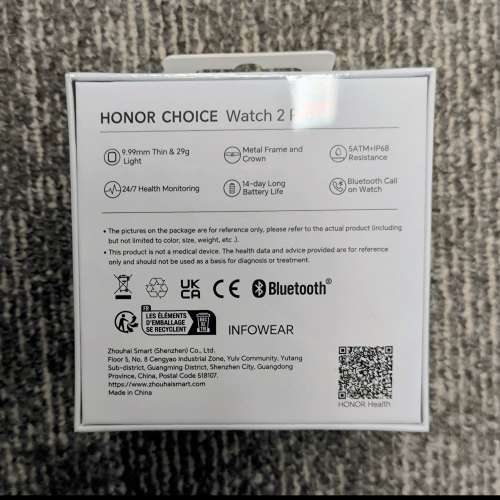 HONOR CHOICE Watch 2
9.99mm Thin & 29g
Light
Metal Frame and
Crown
5ATM+IP68
Resistance
24/7 Health Monitoring
14-day Long
Battery Life
Bluetooth Call
on Watch
• The pictures on the package are for reference only, please refer to the actual product (including
but not limited to color, size, weight, etc .).
• This product is not a medical device. The health data and advice provided are for reference
only and should not be used as a basis for diagnosis or treatment.
UK
CA
CE
Bluetooth®
FR
LES ÉLÉMENTS
D'EMBALLAGE
SE RECYCLENT
BAC
DE
TRI
INFOWEAR
Zhouhai Smart (Shenzhen) Co., Ltd.
Floor 5, No. 8 Cengyao Industrial Zone, Yulv Community, Yutang
Sub-district, Guangming District, Shenzhen City, Guangdong
Province, China, Postal Code 518107.
https://www.zhouhaismart.com
Made in China
HONOR Health